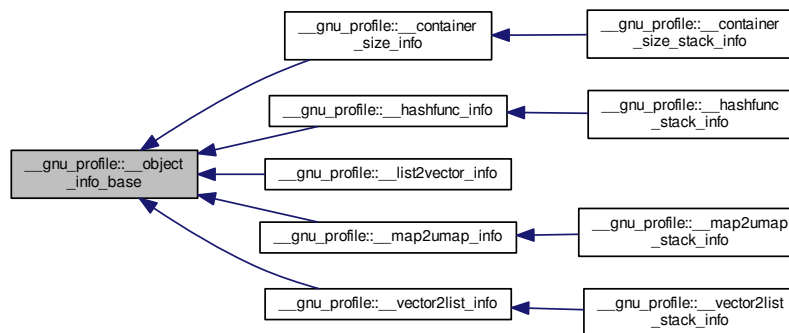 __gnu_profile::__container
_size_info
__gnu_profile::__container
_size_stack_info
__gnu_profile::__hashfunc_info
__gnu_profile::__hashfunc
_stack_info
__gnu_profile::__object
_info_base
__gnu_profile::__list2vector_info
__gnu_profile::__map2umap_info
__gnu_profile::__map2umap
_stack_info
__gnu_profile::__vector2list_info
__gnu_profile::__vector2list
_stack_info